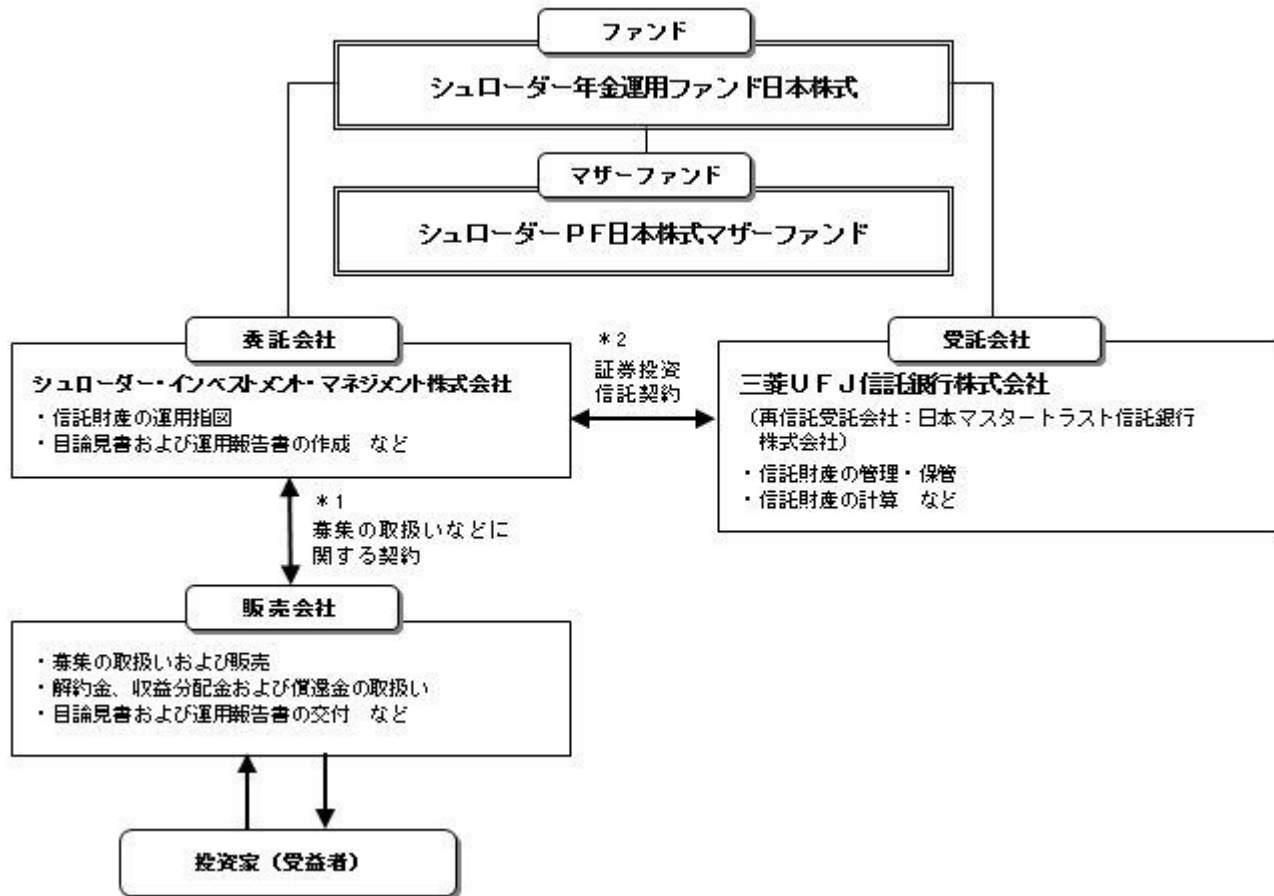 ファンド
シュローダー年金運用ファンド日本株式
マザーファンド
シュローダーPF日本株式マザーファンド
委託会社
シュローダー・インベストメント・マネジメント株式会社
・信託財産の運用指図
・目論見書および運用報告書の作成　など
*2
証券投資
信託契約
受託会社
三菱UFJ信託銀行株式会社
(再信託受託会社：日本マスタートラスト信託銀行
株式会社)
・信託財産の管理・保管
・信託財産の計算　など
*1
募集の取扱いなどに
関する契約
販売会社
・募集の取扱いおよび販売
・解約金、収益分配金および償還金の取扱い
・目論見書および運用報告書の交付　など
投資家（受益者）